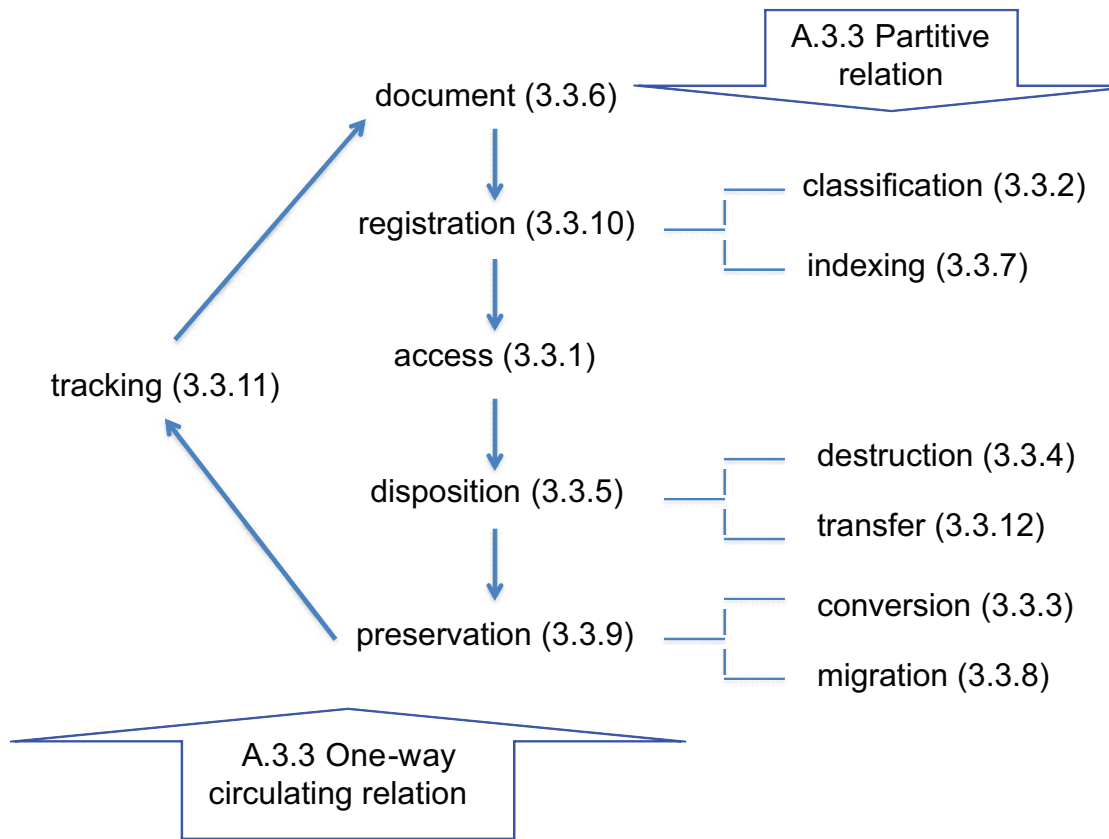 A.3.3 Partitive
relation
document (3.3.6)
classification (3.3.2)
registration (3.3.10)
indexing (3.3.7)
access (3.3.1)
tracking (3.3.11)
destruction (3.3.4)
disposition (3.3.5)
transfer (3.3.12)
conversion (3.3.3)
preservation (3.3.9)
migration (3.3.8)
A.3.3 One-way
circulating relation